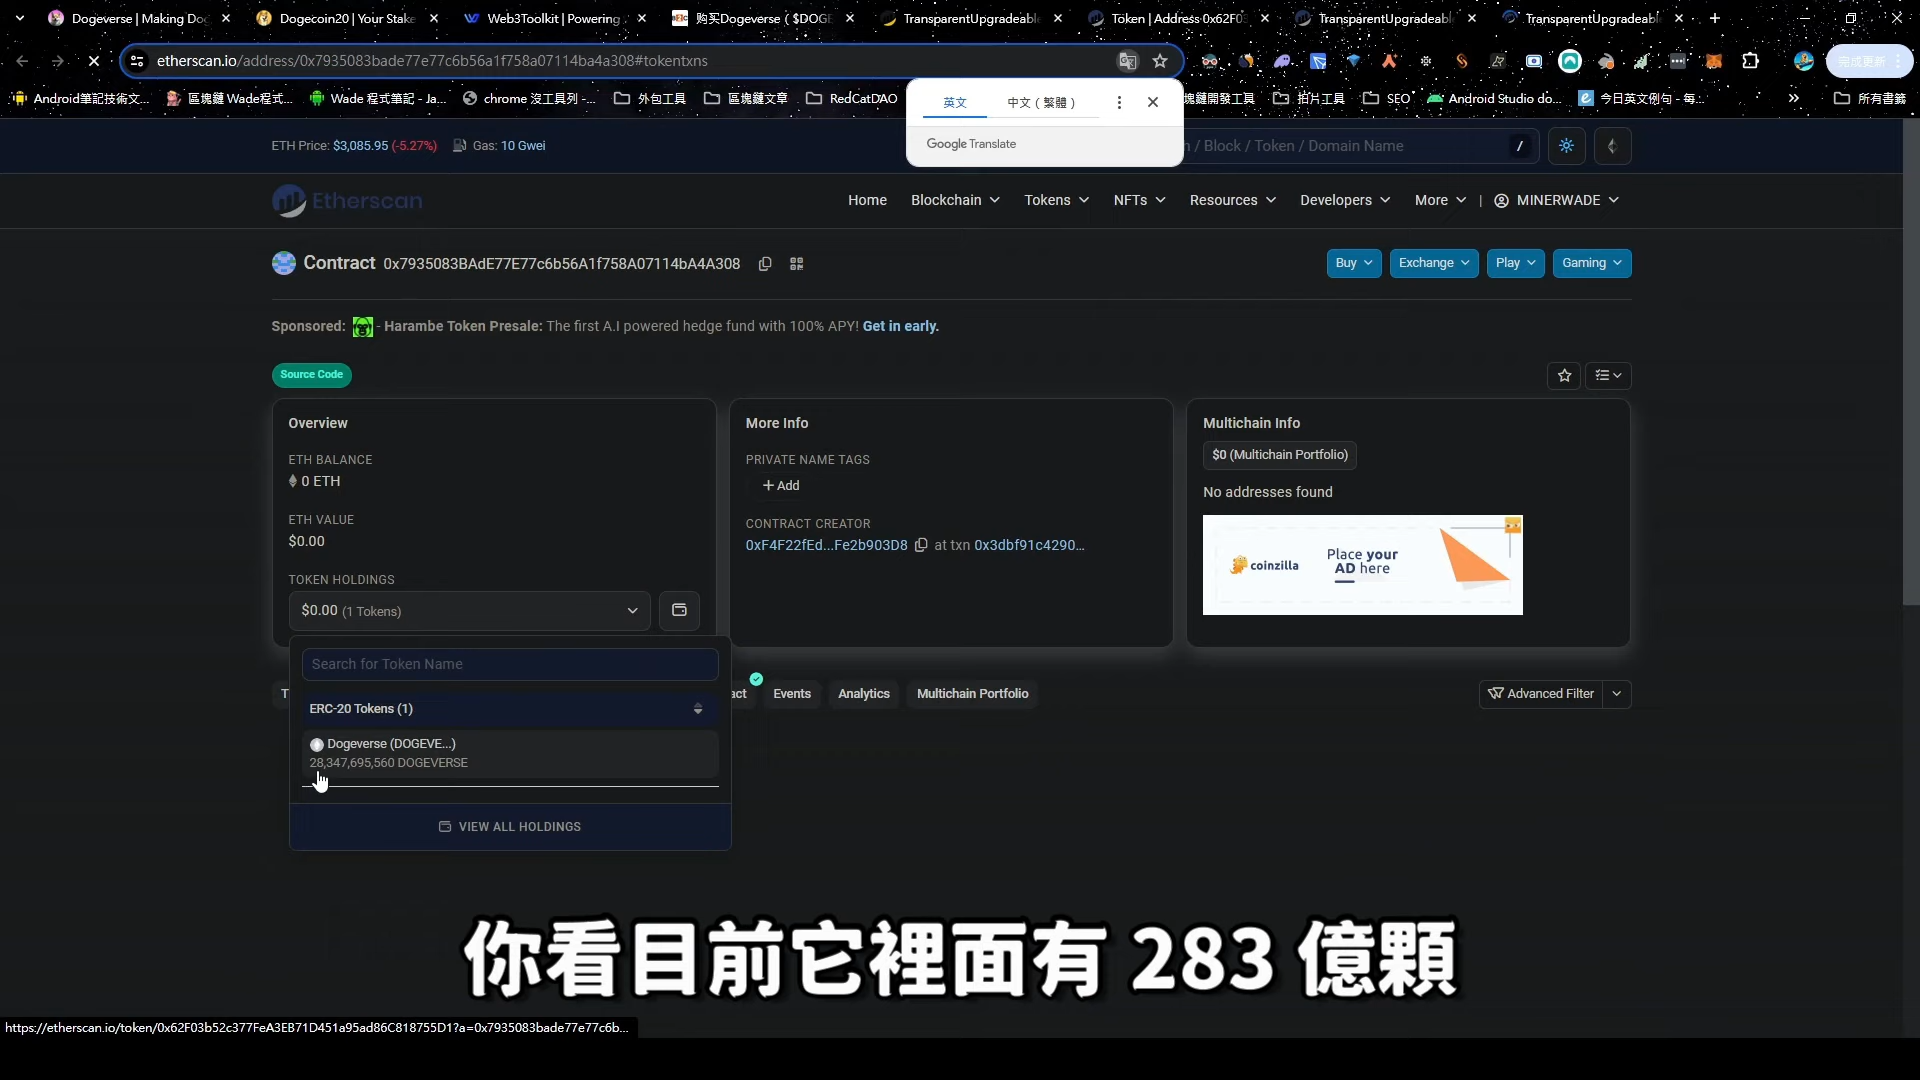 Dogeverse | Making Dog
Dogecoin20 | Your Stake
Web3Toolkit | Powering
购买Dogeverse ( $DOGE
TransparentUpgradeable
Token | Address 0x62F03
TransparentUpgradeabl
TransparentUpgradeabl
etherscan.io/address/0x7935083bade77e77c6b56a1f758a07114ba4a308#tokentxns
完成更新
Android筆記技術文...
區塊鏈 Wade程式...
Wade 程式筆記 - Ja...
chrome 沒工具列 -...
外包工具
區塊鏈文章
RedCatDAO
塊鏈開發工具
拍片工具
SEO
Android Studio do...
今日英文例句 - 每...
所有書籤
英文
中文 ( 繁體 )
Google Translate
ETH Price: $3,085.95 (-5.27%)
Gas: 10 Gwei
/ Block / Token / Domain Name
/
Etherscan
Home
Blockchain
Tokens
NFTs
Resources
Developers
More
|
MINERWADE
Contract 0x7935083BAdE77E77c6b56A1f758A07114bA4A308
Buy
Exchange
Play
Gaming
Sponsored: - Harambe Token Presale: The first A.I powered hedge fund with 100% APY! Get in early.
Source Code
Overview
ETH BALANCE
0 ETH
ETH VALUE
$0.00
TOKEN HOLDINGS
$0.00 (1 Tokens)
More Info
PRIVATE NAME TAGS
+ Add
CONTRACT CREATOR
0xF4F22fEd...Fe2b903D8 at txn 0x3dbf91c4290...
Multichain Info
$0 (Multichain Portfolio)
No addresses found
coinzilla
Place your
AD here
Search for Token Name
ERC-20 Tokens (1)
Dogeverse (DOGEVE...)
28,347,695,560 DOGEVERSE
VIEW ALL HOLDINGS
T
act
Events
Analytics
Multichain Portfolio
Advanced Filter
你看目前它裡面有 283 億顆
https://etherscan.io/token/0x62F03b52c377FeA3EB71D451a95ad86C818755D1?a=0x7935083bade77e77c6b...